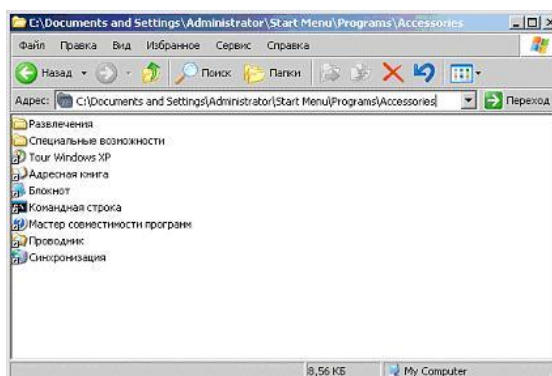 C:\Documents and Settings\Administrator\Start Menu\Programs\Accessories
Файл Правка Вид Избранное Сервис Справка
Назад Поиск Папки
Адрес: C:\Documents and Settings\Administrator\Start Menu\Programs\Accessories Переход
Развлечения
Специальные возможности
Tour Windows XP
Адресная книга
Блокнот
Командная строка
Мастер совместимости программ
Проводник
Синхронизация
8,56 КБ My Computer